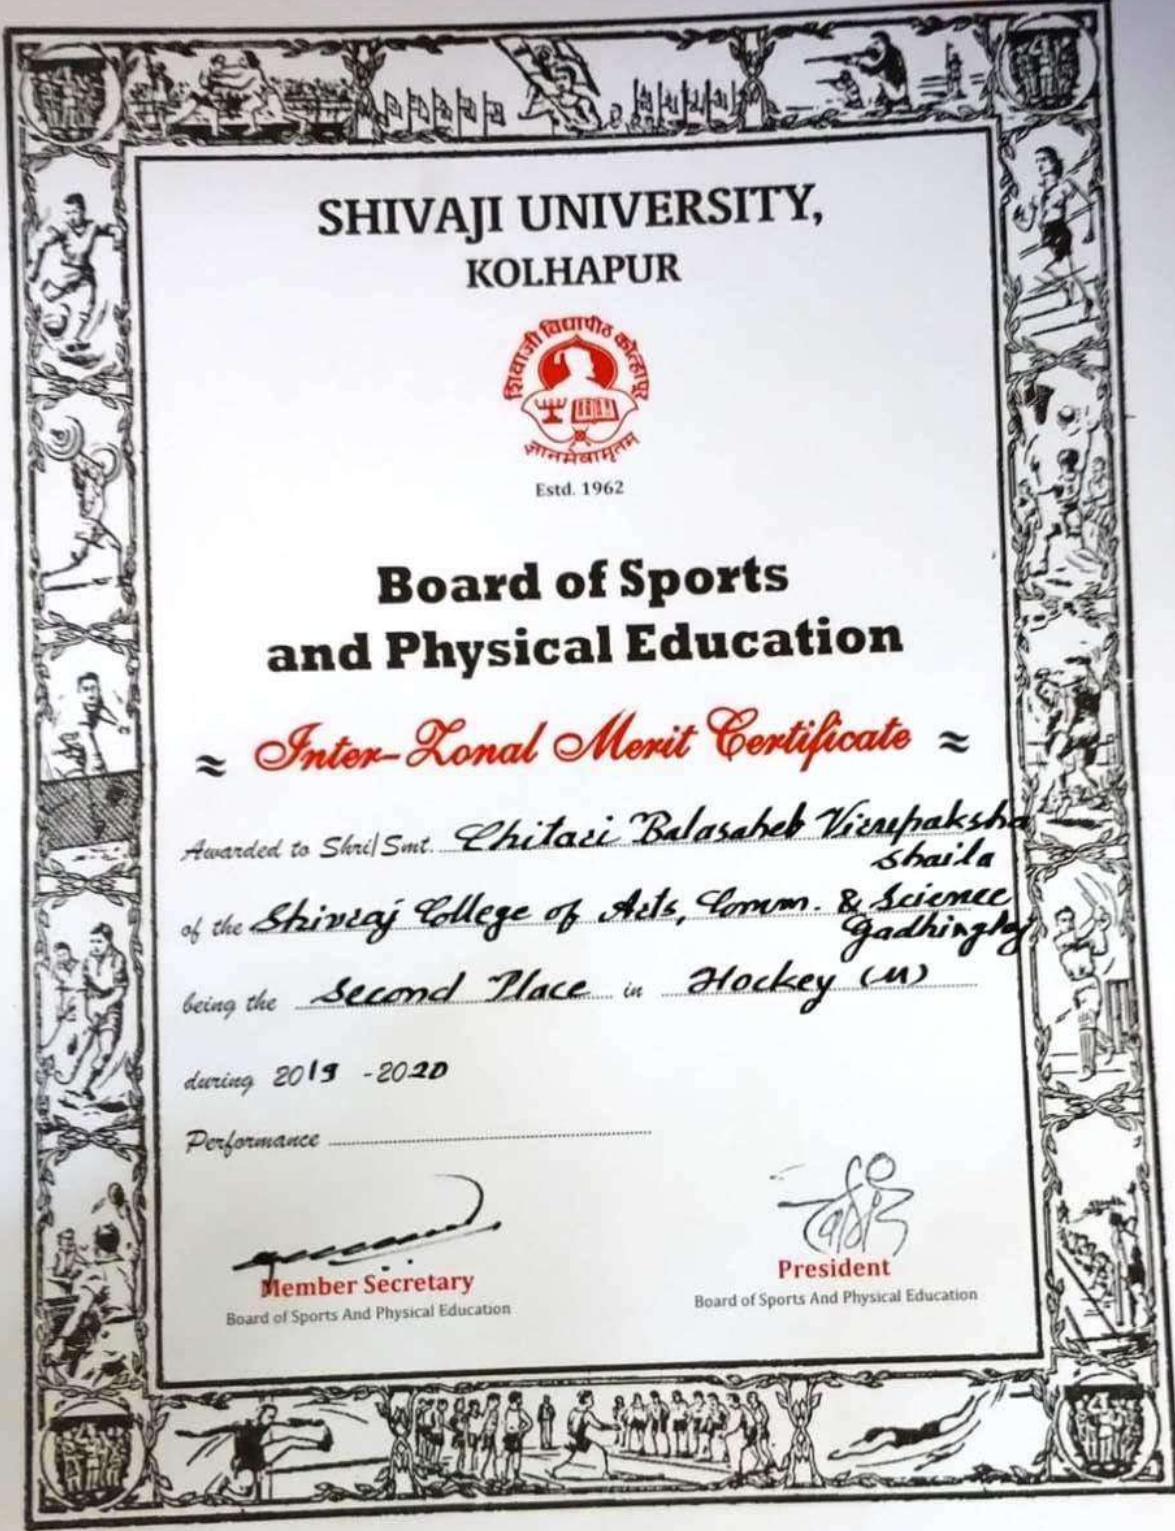 SHIVAJI UNIVERSITY,
KOLHAPUR
शिवाजी विद्यापीठ कोल्हापूर
ज्ञानमेवामृतम
Estd. 1962
Board of Sports
and Physical Education
≈ Inter-Zonal Merit Certificate ≈
Awarded to Shri/Smt. Chitari Balasaheb Virupaksha
Shaila
of the Shivraj College of Arts, Comm. & Science
Gadhinglaj
being the Second Place in Hockey (M)
during 2019 - 2020
Performance
Member Secretary
Board of Sports And Physical Education
President
Board of Sports And Physical Education